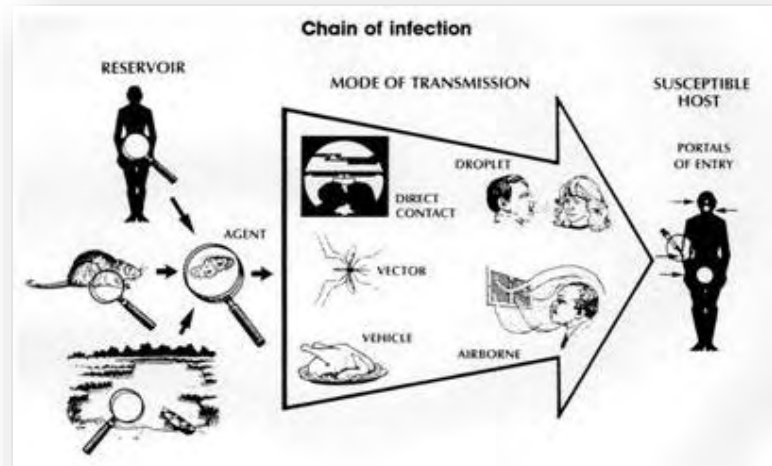 Chain of infection
RESERVOIR
MODE OF TRANSMISSION
SUSCEPTIBLE
HOST
PORTALS
OF ENTRY
DROPLET
DIRECT
CONTACT
AGENT
VECTOR
VEHICLE
AIRBORNE